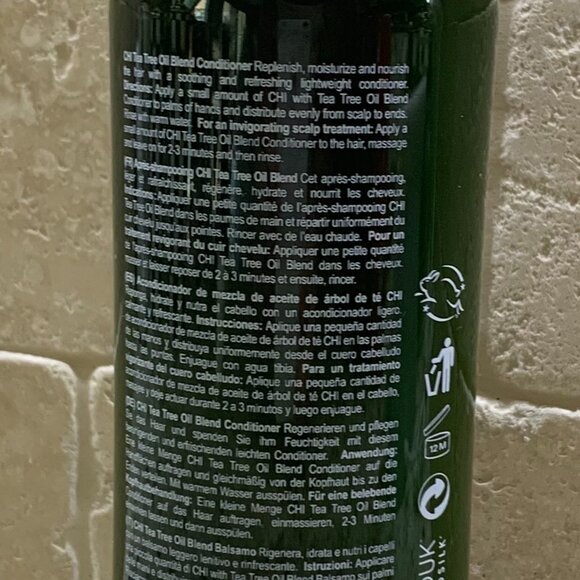 CHI Tea Tree Oil Blend Conditioner Replenish, moisturize and nourish
the hair with a soothing and refreshing lightweight conditioner.
Directions: Apply a small amount of CHI with Tea Tree Oil Blend
Conditioner to palms of hands and distribute evenly from scalp to ends.
Rinse with warm water. For an invigorating scalp treatment: Apply a
small amount of CHI Tea Tree Oil Blend Conditioner to the hair, massage
and leave on for 2-3 minutes and then rinse.
(FR) Après-shampooing CHI Tea Tree Oil Blend Cet après-shampooing,
léger et rafraîchissant, régénère, hydrate et nourrit les cheveux.
Indications: Appliquer une petite quantité de l'après-shampooing CHI
Tea Tree Oil Blend dans les paumes de main et répartir uniformément du
cuir chevelu jusqu'aux pointes. Rincer avec de l'eau chaude. Pour un
traitement revigorant du cuir chevelu: Appliquer une petite quantité
de l'après-shampooing CHI Tea Tree Oil Blend dans les cheveux,
masser et laisser reposer de 2 à 3 minutes et ensuite, rincer.
(ES) Acondicionador de mezcla de aceite de árbol de té CHI
hidrate y nutra el cabello con un acondicionador ligero,
y refrescante. Instrucciones: Aplique una pequeña cantidad
de acondicionador de mezcla de aceite de árbol de té CHI en las palmas
de las manos y distribuya uniformemente desde el cuero cabelludo
hasta las puntas. Enjuague con agua tibia. Para un tratamiento
vigorizante del cuero cabelludo: Aplique una pequeña cantidad de
acondicionador de mezcla de aceite de árbol de té CHI en el cabello,
masajee y deje actuar durante 2 a 3 minutos y luego enjuague.
(DE) CHI Tea Tree Oil Blend Conditioner Regenerieren und pflegen
Sie das Haar und spenden Sie ihm Feuchtigkeit mit diesem
beruhigenden und erfrischenden leichten Conditioner. Anwendung:
Eine kleine Menge CHI Tea Tree Oil Blend Conditioner auf die
Handflächen auftragen und gleichmäßig von der Kopfhaut bis zu den
Enden verteilen. Mit warmem Wasser ausspülen. Für eine belebende
Kopfhautbehandlung: Eine kleine Menge CHI Tea Tree Oil Blend
Conditioner auf das Haar auftragen, einmassieren, 2-3 Minuten
einwirken lassen und dann ausspülen.
(IT) CHI Tea Tree Oil Blend Balsamo Rigenera, idrata e nutri i capelli
con un balsamo leggero lenitivo e rinfrescante. Istruzioni: Applicare
una piccola quantità di CHI con Tea Tree Oil Blend Balsamo sui palmi
delle mani e distribuire
12 M
OUK
OSILK